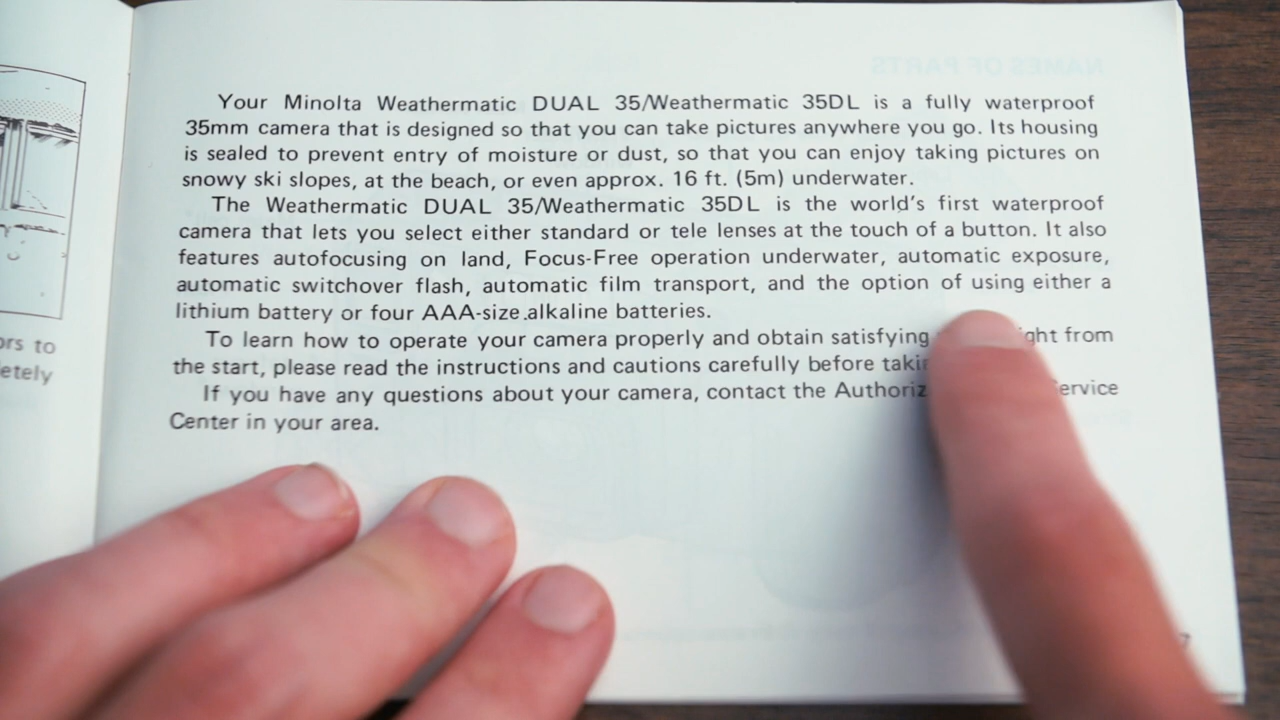 ors to
etely
Your Minolta Weathermatic DUAL 35/Weathermatic 35DL is a fully waterproof
35mm camera that is designed so that you can take pictures anywhere you go. Its housing
is sealed to prevent entry of moisture or dust, so that you can enjoy taking pictures on
snowy ski slopes, at the beach, or even approx. 16 ft. (5m) underwater.
The Weathermatic DUAL 35/Weathermatic 35DL is the world's first waterproof
camera that lets you select either standard or tele lenses at the touch of a button. It also
features autofocusing on land, Focus-Free operation underwater, automatic exposure,
automatic switchover flash, automatic film transport, and the option of using either a
lithium battery or four AAA-size alkaline batteries.
To learn how to operate your camera properly and obtain satisfying ght from
the start, please read the instructions and cautions carefully before taki
If you have any questions about your camera, contact the Authoriz ervice
Center in your area.
7